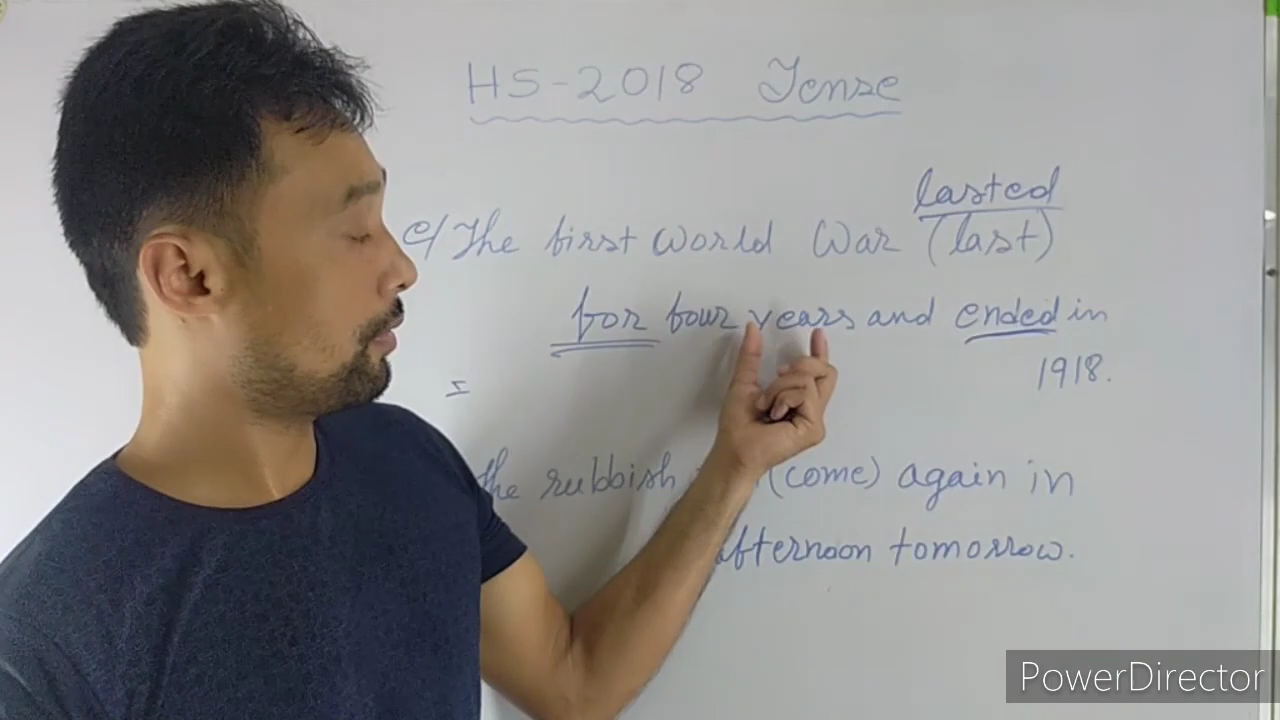 HS-2018 Tense
lasted
c/ The first World War (last)
for four years and ended in
1918.
the rubbish (come) again in
afternoon tomorrow.
PowerDirector